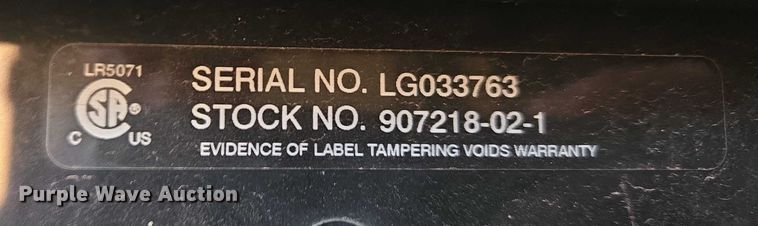 LR5071
SA ®
C US
SERIAL NO. LG033763
STOCK NO. 907218-02-1
EVIDENCE OF LABEL TAMPERING VOIDS WARRANTY
Purple Wave Auction